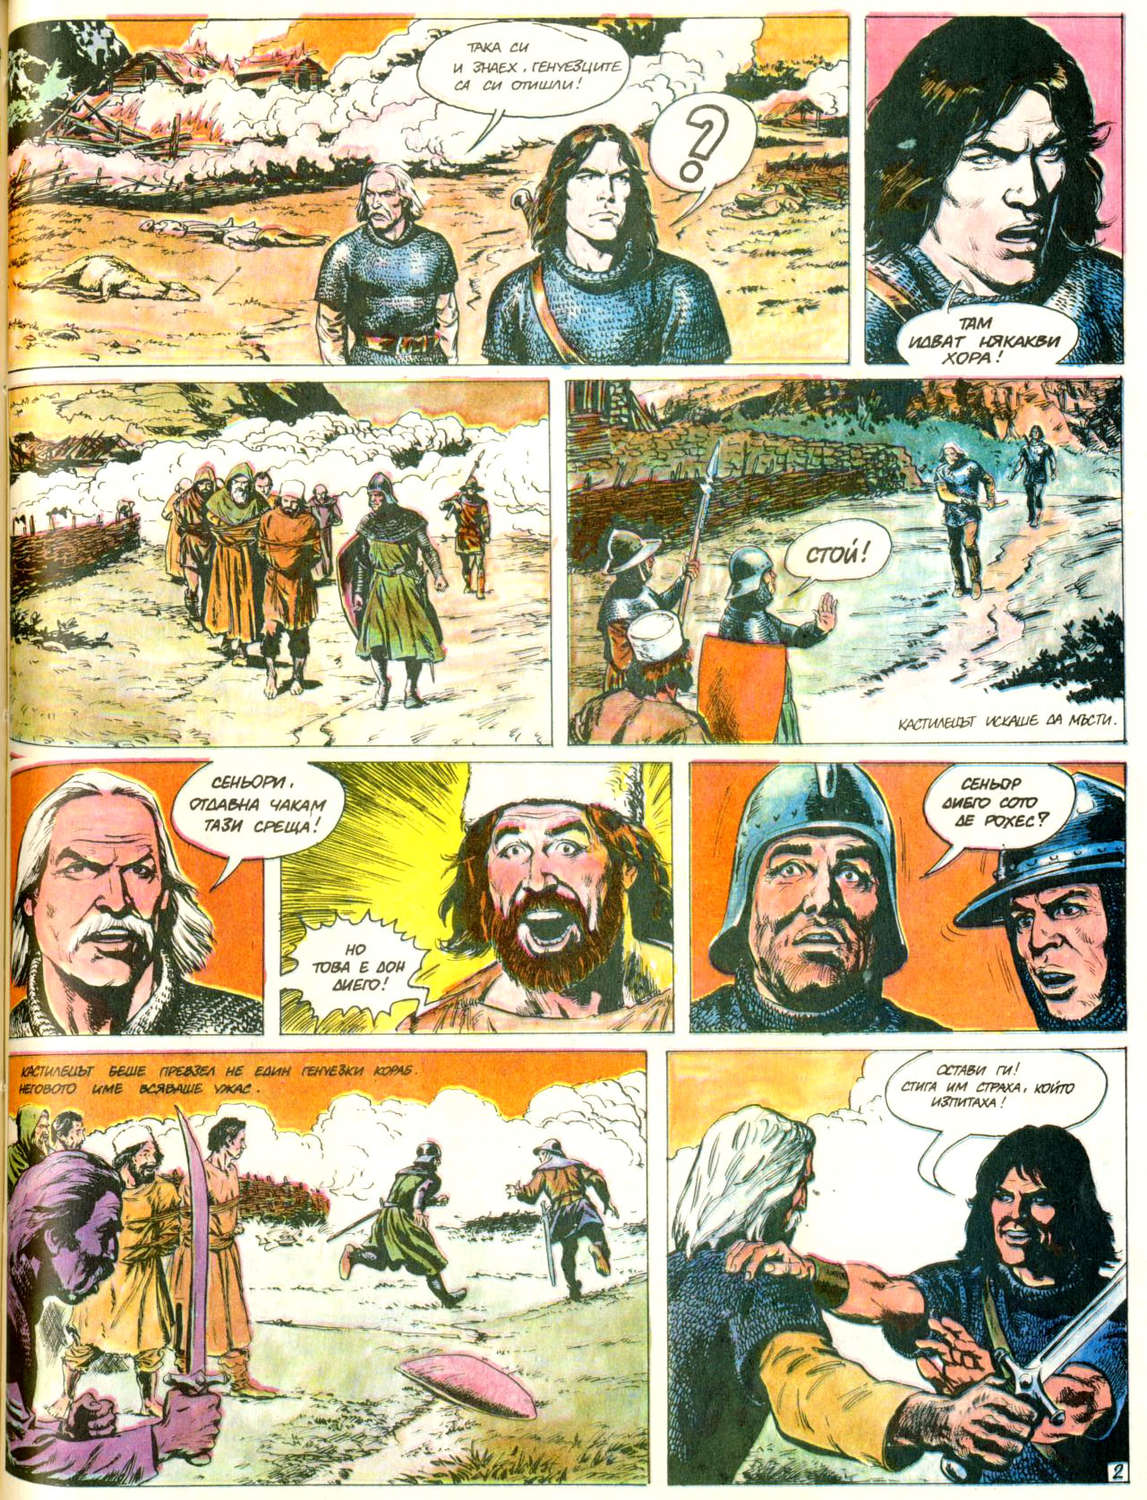 ТАКА СИ
И ЗНАЕХ, ГЕНУЕЗЦИТЕ
СА СИ ОТИШЛИ!
?
ТАМ
ИДВАТ НЯКАКВИ
ХОРА!
СТОЙ!
КАСТИЛЕЦЪТ ИСКАШЕ ДА МЪСТИ.
СЕНЬОРИ,
ОТДАВНА ЧАКАМ
ТАЗИ СРЕЩА!
НО
ТОВА Е ДОН
ДИЕГО!
СЕНЬОР
ДИЕГО СОТО
ДЕ РОХЕС?
КАСТИЛЕЦЪТ БЕШЕ ПРЕВЗЕЛ НЕ ЕДИН ГЕНУЕЗКИ КОРАБ.
НЕГОВОТО ИМЕ ВСЯВАШЕ УЖАС.
ОСТАВИ ГИ!
СТИГА ИМ СТРАХА, КОЙТО
ИЗПИТАХА!
2